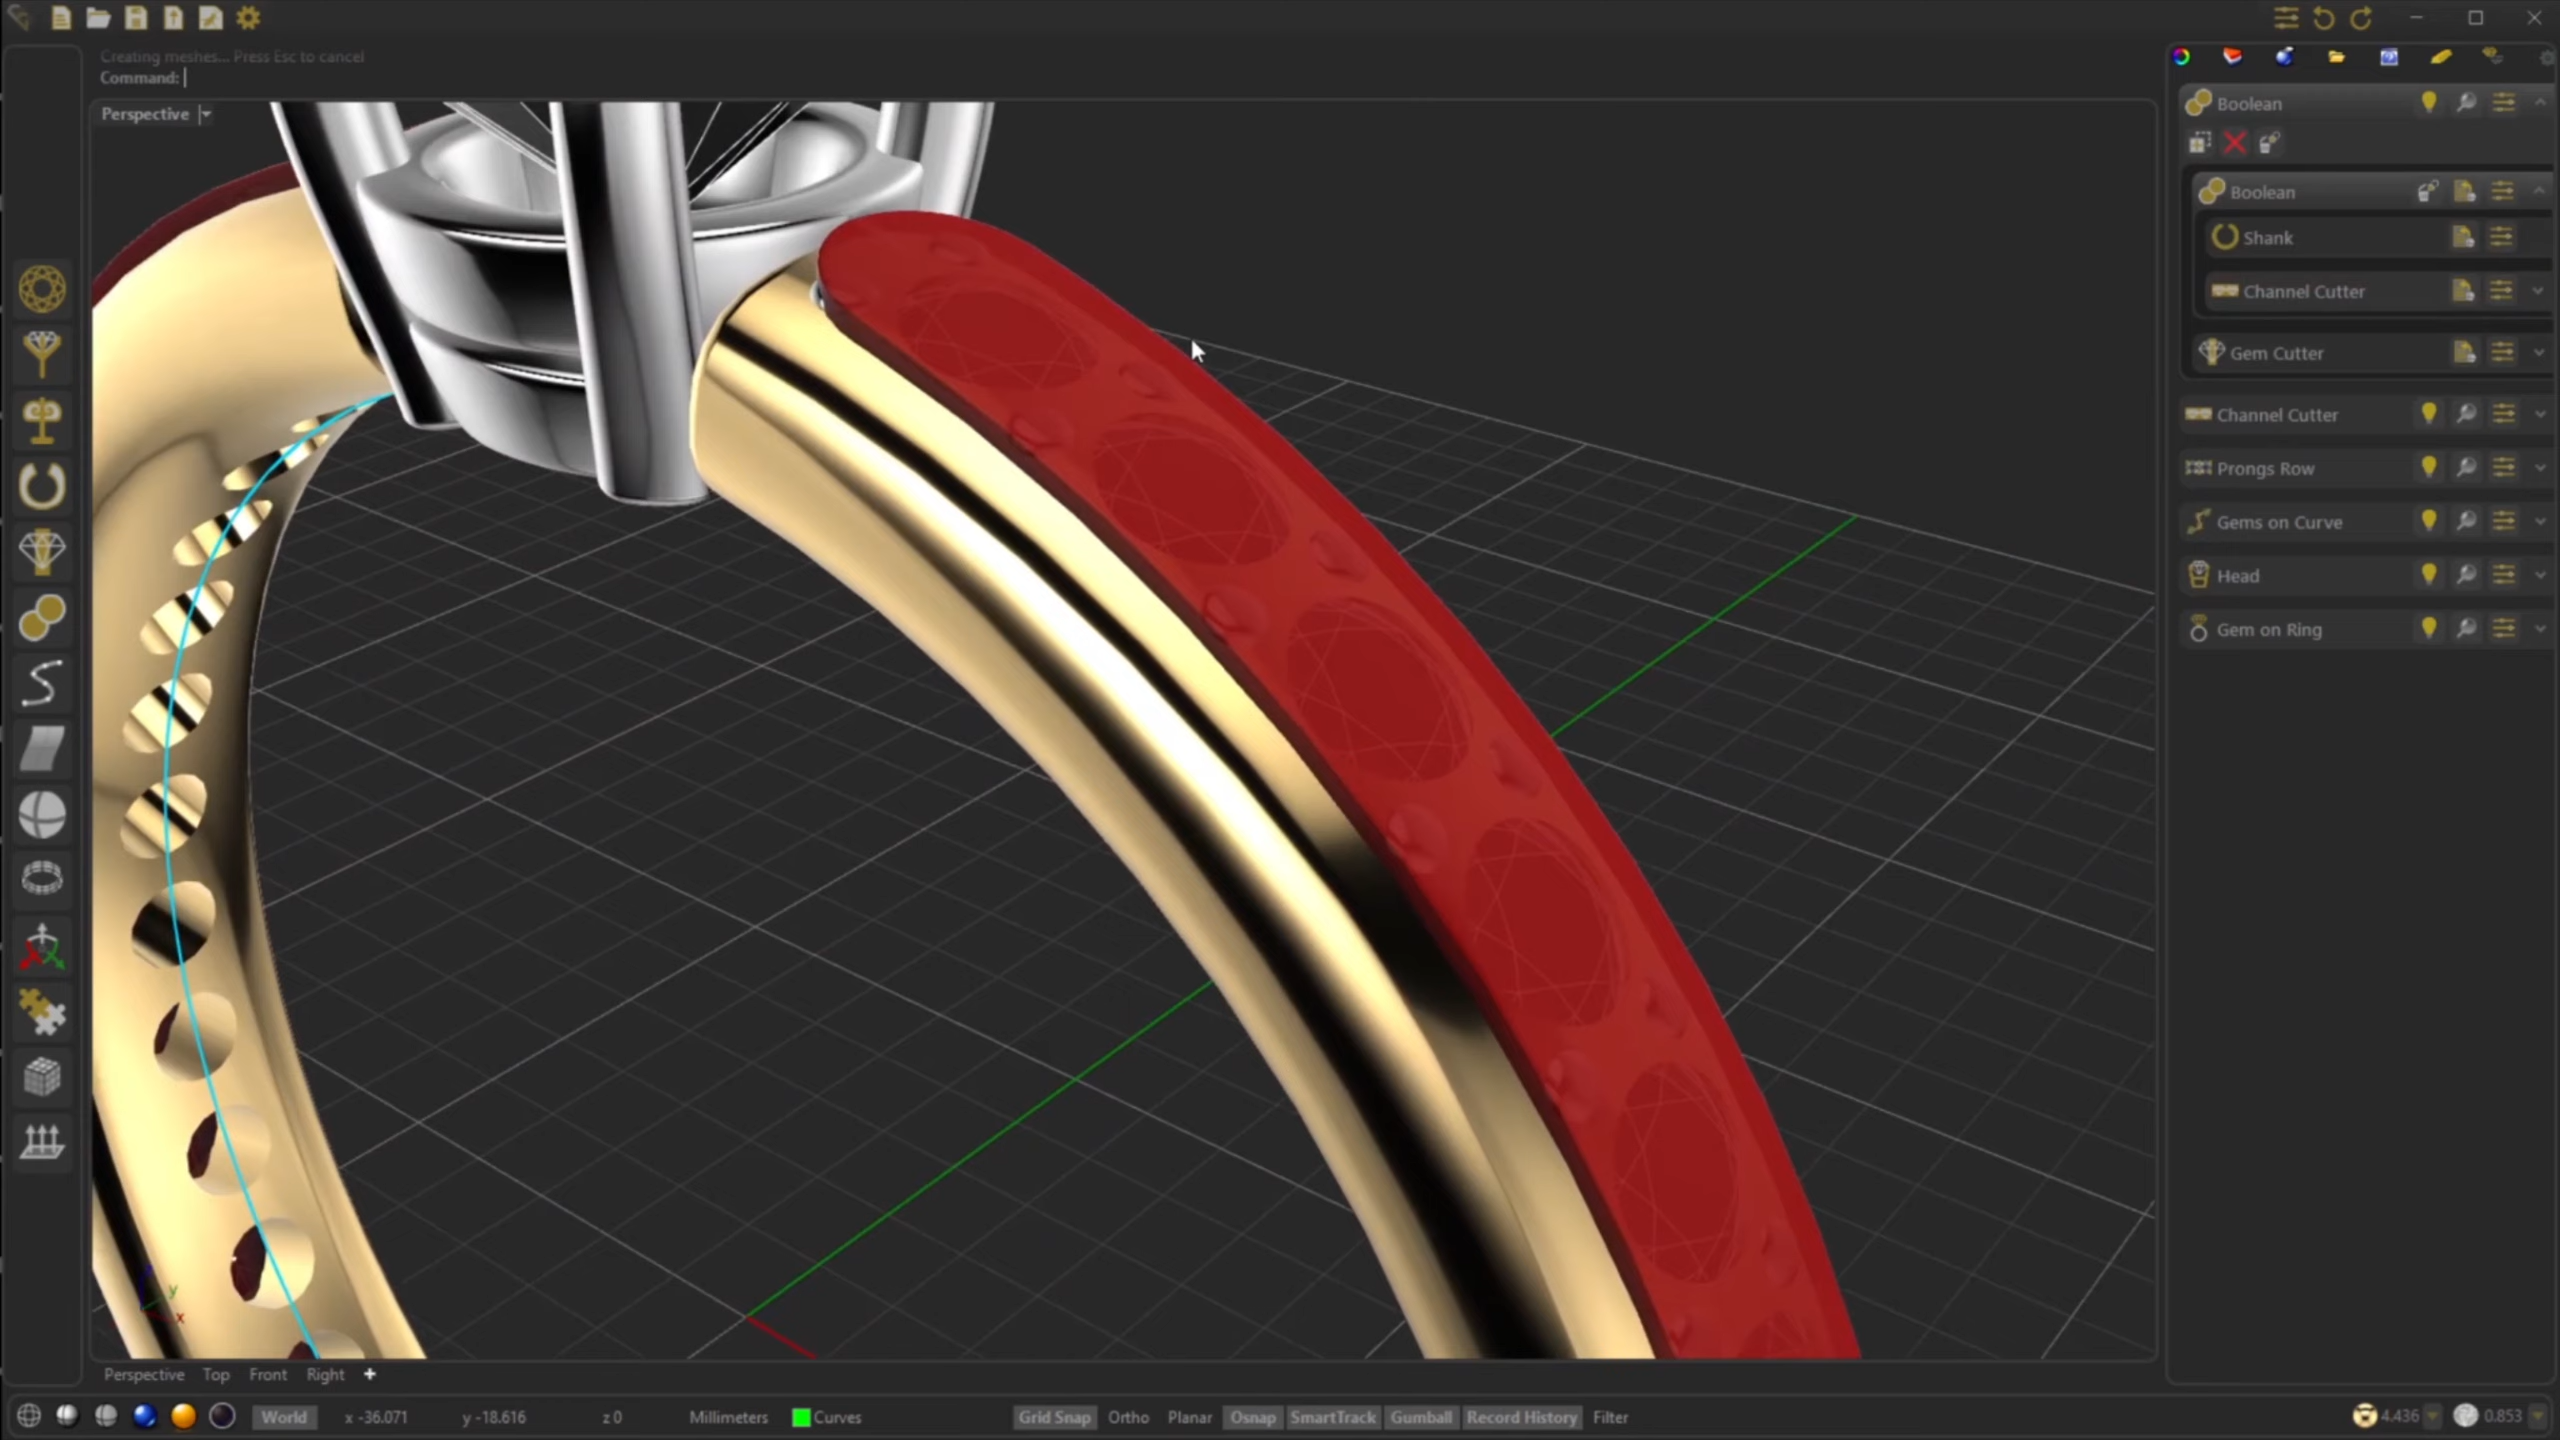 Creating meshes... Press Esc to cancel
Command:
Perspective
Boolean
Boolean
Shank
Channel Cutter
Gem Cutter
Channel Cutter
Prongs Row
Gems on Curve
Head
Gem on Ring
y
x
Perspective Top Front Right
World x -36.071 y -18.616 z 0 Millimeters Curves Grid Snap Ortho Planar Osnap SmartTrack Gumball Record History Filter 4.436 0.853